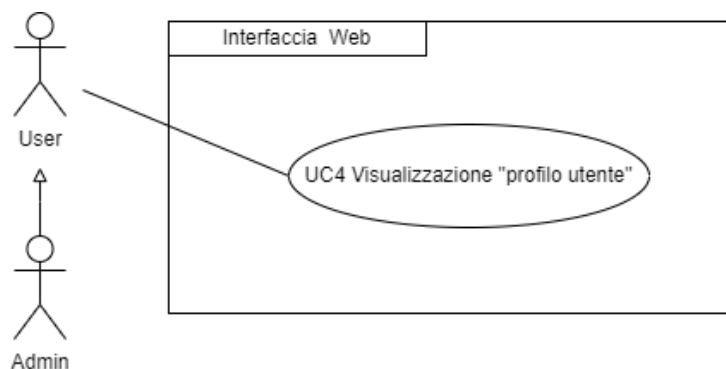 Interfaccia Web
User
UC4 Visualizzazione "profilo utente"
Admin